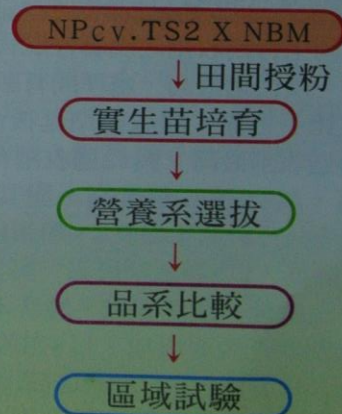 NPcv.TS2 X NBM
田間授粉
實生苗培育
營養系選拔
品系比較
區域試驗